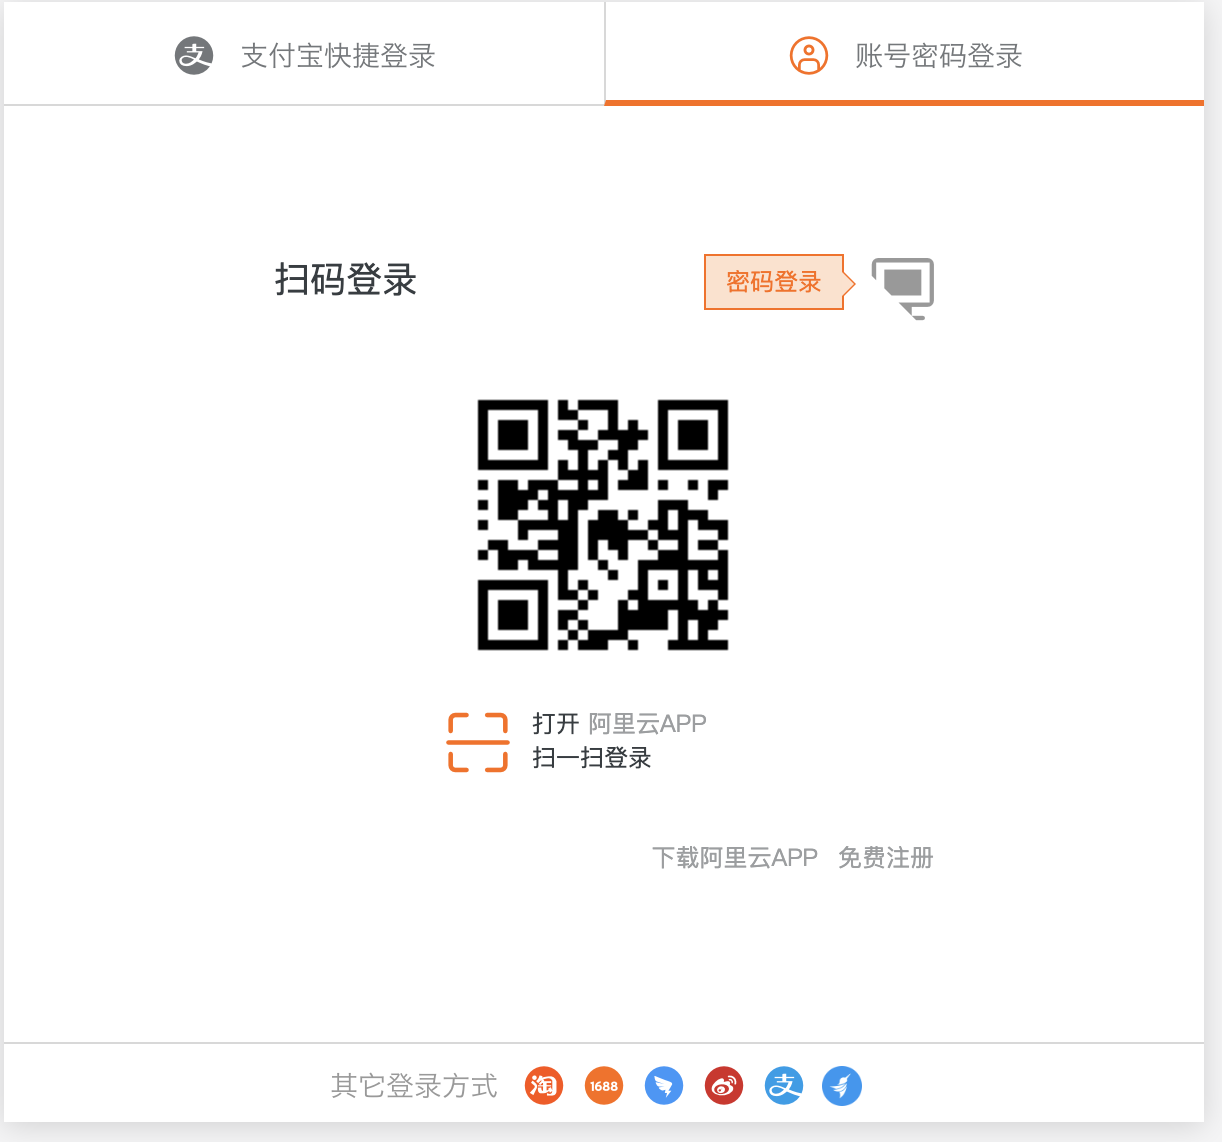 支付宝快捷登录
账号密码登录
扫码登录
密码登录
打开 阿里云APP
扫一扫登录
下载阿里云APP 免费注册
其它登录方式 淘 1688 支